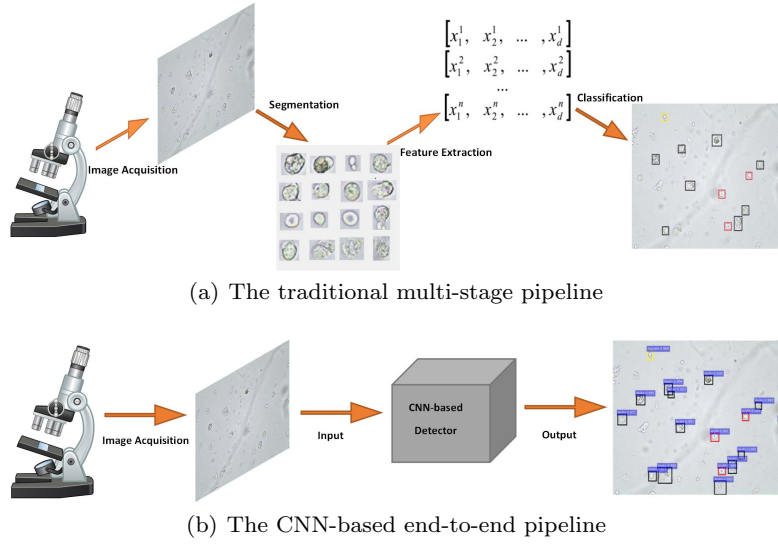 [x_1^1, x_2^1, ... , x_d^1]
[x_1^2, x_2^2, ... , x_d^2]
...
[x_1^n, x_2^n, ... , x_d^n]
Image Acquisition
Segmentation
Feature Extraction
Classification
(a) The traditional multi-stage pipeline
Image Acquisition
Input
CNN-based
Detector
Output
(b) The CNN-based end-to-end pipeline